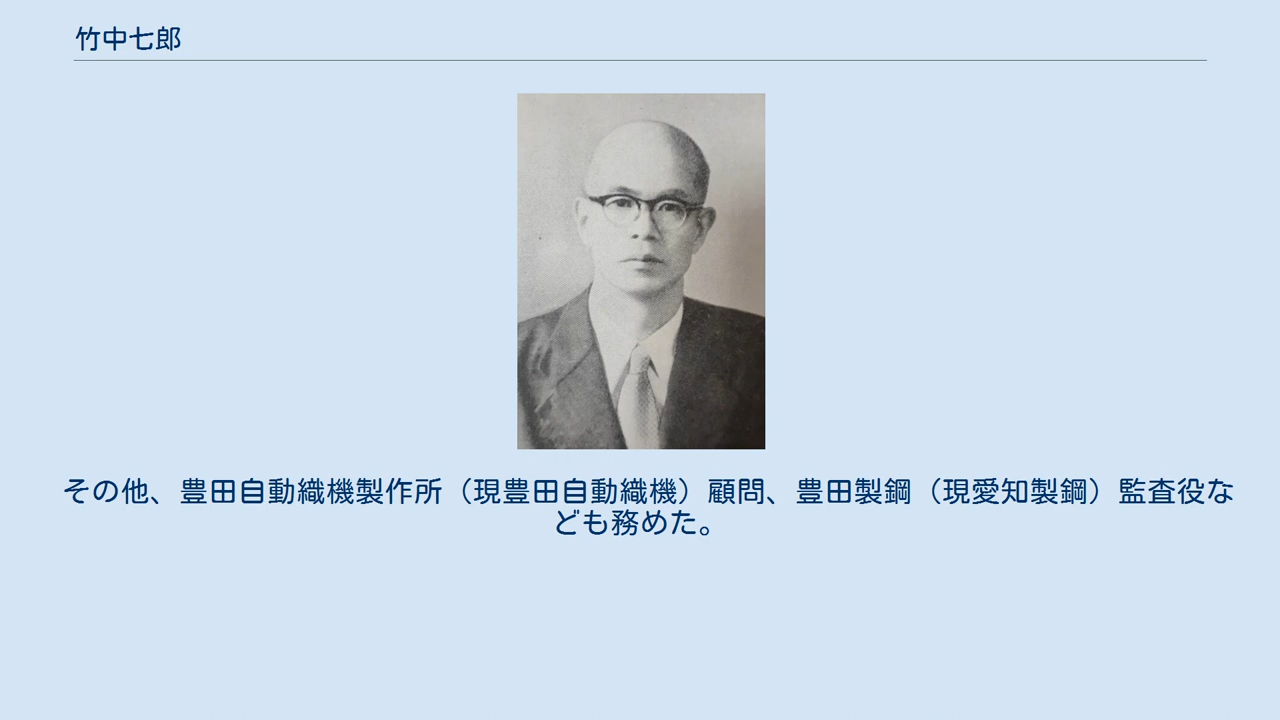 竹中七郎
その他、豊田自動織機製作所（現豊田自動織機）顧問、豊田製鋼（現愛知製鋼）監査役な
ども務めた。